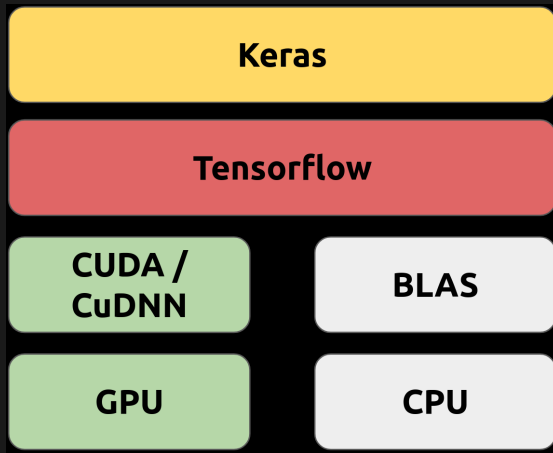 Keras
Tensorflow
CUDA /
CuDNN
BLAS
GPU
CPU